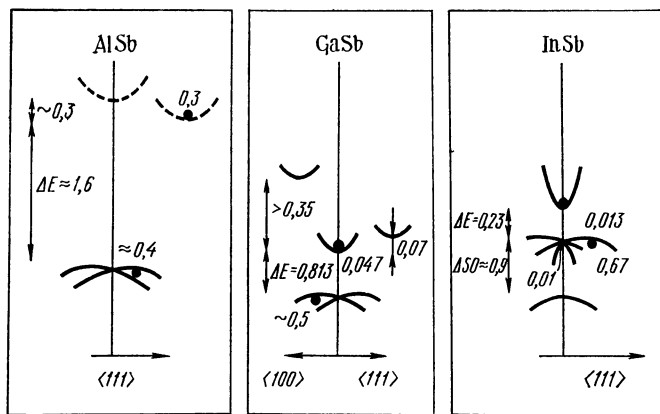 AlSb
~0,3
0,3
ΔE≈1,6
≈0,4
⟨111⟩
GaSb
>0,35
0,07
ΔE=0,813
0,047
~0,5
⟨100⟩
⟨111⟩
InSb
ΔE=0,23
0,013
ΔSO≈0,9
0,01
0,67
⟨111⟩